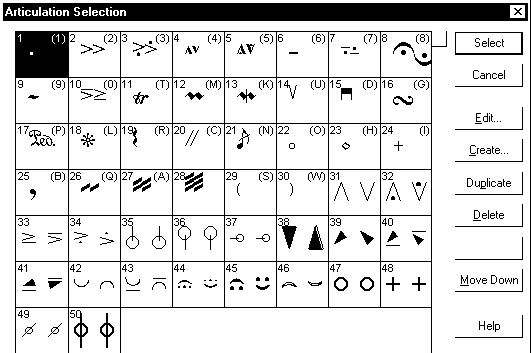 Articulation Selection
1 (1) 2 (2) 3 (3) 4 (4) 5 (5) 6 (6) 7 (7) 8 (8)
Select
9 (9) 10 (0) 11 (T) 12 (M) 13 (K) 14 (U) 15 (D) 16 (G)
Cancel
17 (P) 18 (L) 19 (R) 20 (C) 21 (N) 22 (O) 23 (H) 24 (I)
Edit...
Create...
25 (B) 26 (Q) 27 (A) 28 (S) 29 (J) 30 (W) 31 32
Duplicate
33 34 35 36 37 38 39 40
Delete
41 42 43 44 45 46 47 48
Move Down
49 50
Help